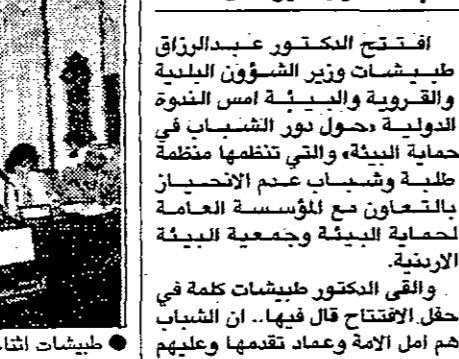 افتتح الدكتور عبدالرزاق
طبيشات وزير الشؤون البلدية
والقروية والبيئة امس الندوة
الدولية «حول دور الشباب في
حماية البيئة» والتي تنظمها منظمة
طلبة وشباب عدم الانحياز
بالتعاون مع المؤسسة العامة
لحماية البيئة وجمعية البيئة
الاردنية.
والقى الدكتور طبيشات كلمة في
حفل الافتتاح قال فيها.. ان الشباب
هم امل الامة وعماد تقدمها وعليهم
● طبيشات اثنا